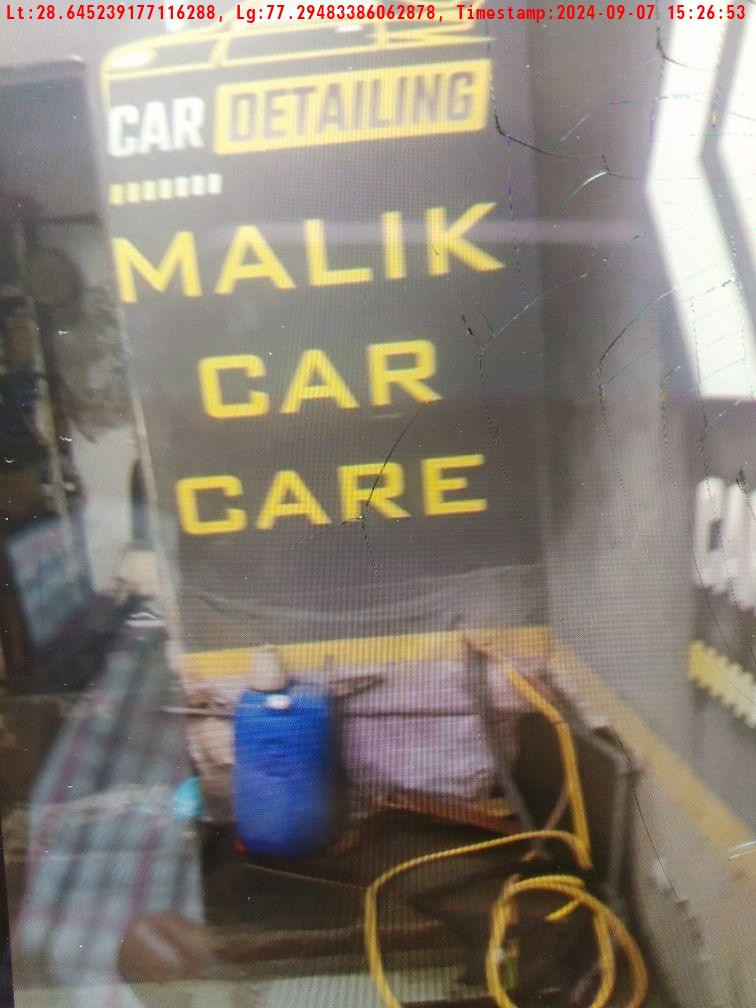 Lt:28.645239177116288, Lg:77.29483386062878, Timestamp:2024-09-07 15:26:53
CAR DETAILING
MALIK
CAR
CARE